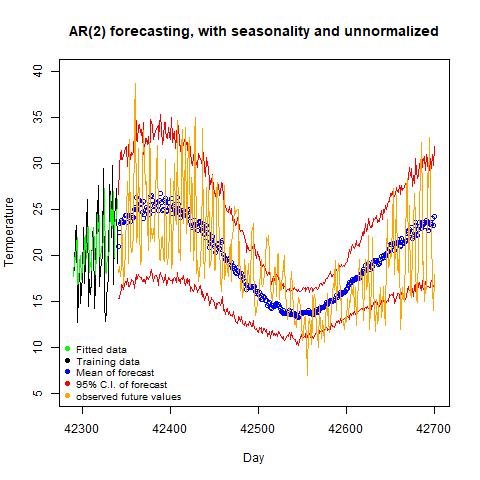 AR(2) forecasting, with seasonality and unnormalized
Temperature
40
35
30
25
20
15
10
5
Fitted data
Training data
Mean of forecast
95% C.I. of forecast
observed future values
42300
42400
42500
42600
42700
Day